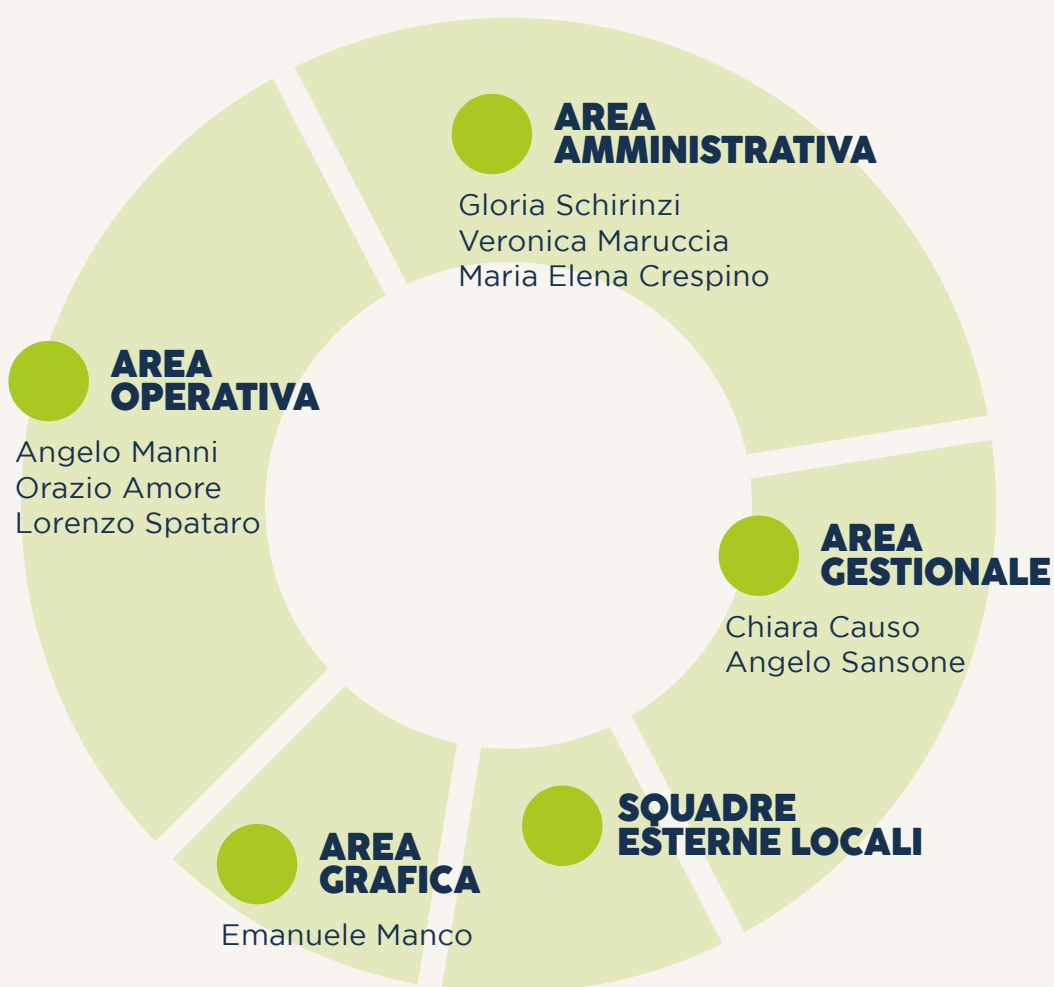 AREA
AMMINISTRATIVA
Gloria Schirinzi
Veronica Maruccia
Maria Elena Crespino
AREA
OPERATIVA
Angelo Manni
Orazio Amore
Lorenzo Spataro
AREA
GESTIONALE
Chiara Causo
Angelo Sansone
SQUADRE
ESTERNE LOCALI
AREA
GRAFICA
Emanuele Manco